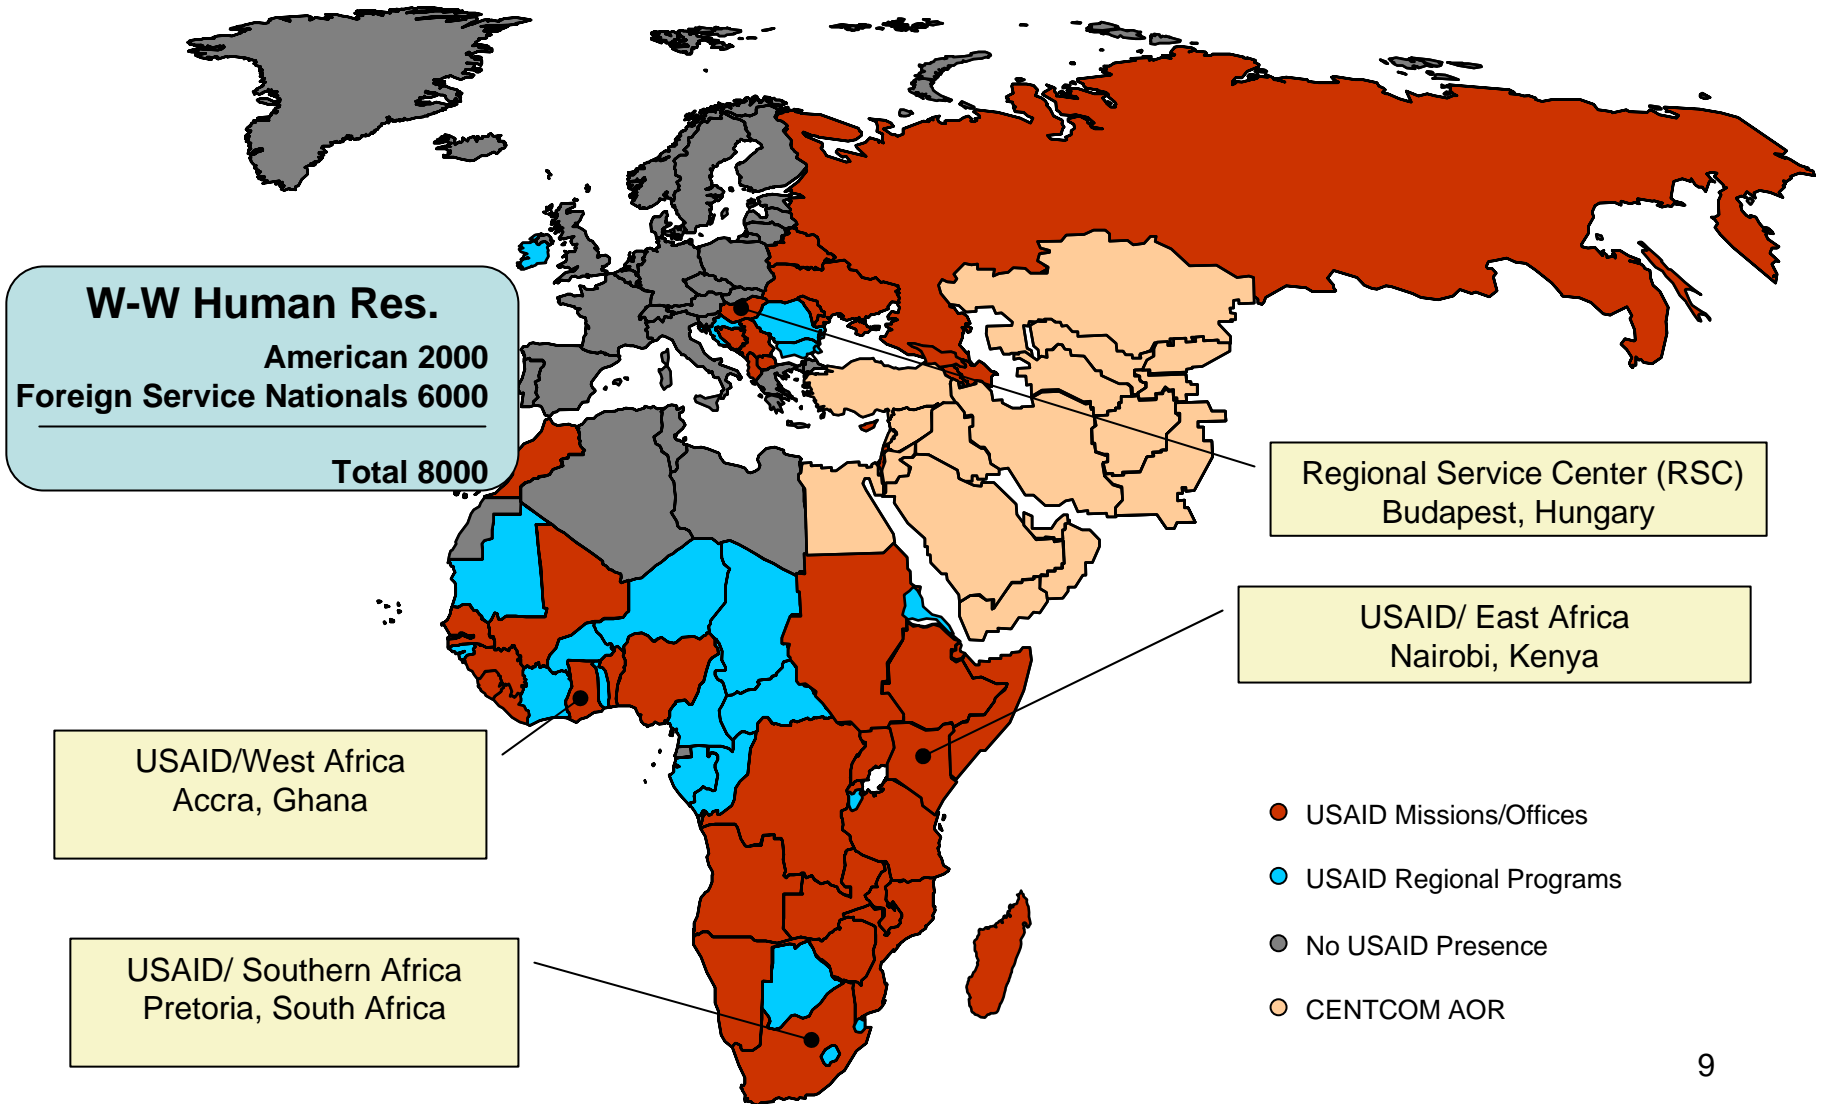 W-W Human Res.
American 2000
Foreign Service Nationals 6000
Total 8000
Regional Service Center (RSC)
Budapest, Hungary
USAID/ East Africa
Nairobi, Kenya
USAID/West Africa
Accra, Ghana
USAID/ Southern Africa
Pretoria, South Africa
USAID Missions/Offices
USAID Regional Programs
No USAID Presence
CENTCOM AOR
9